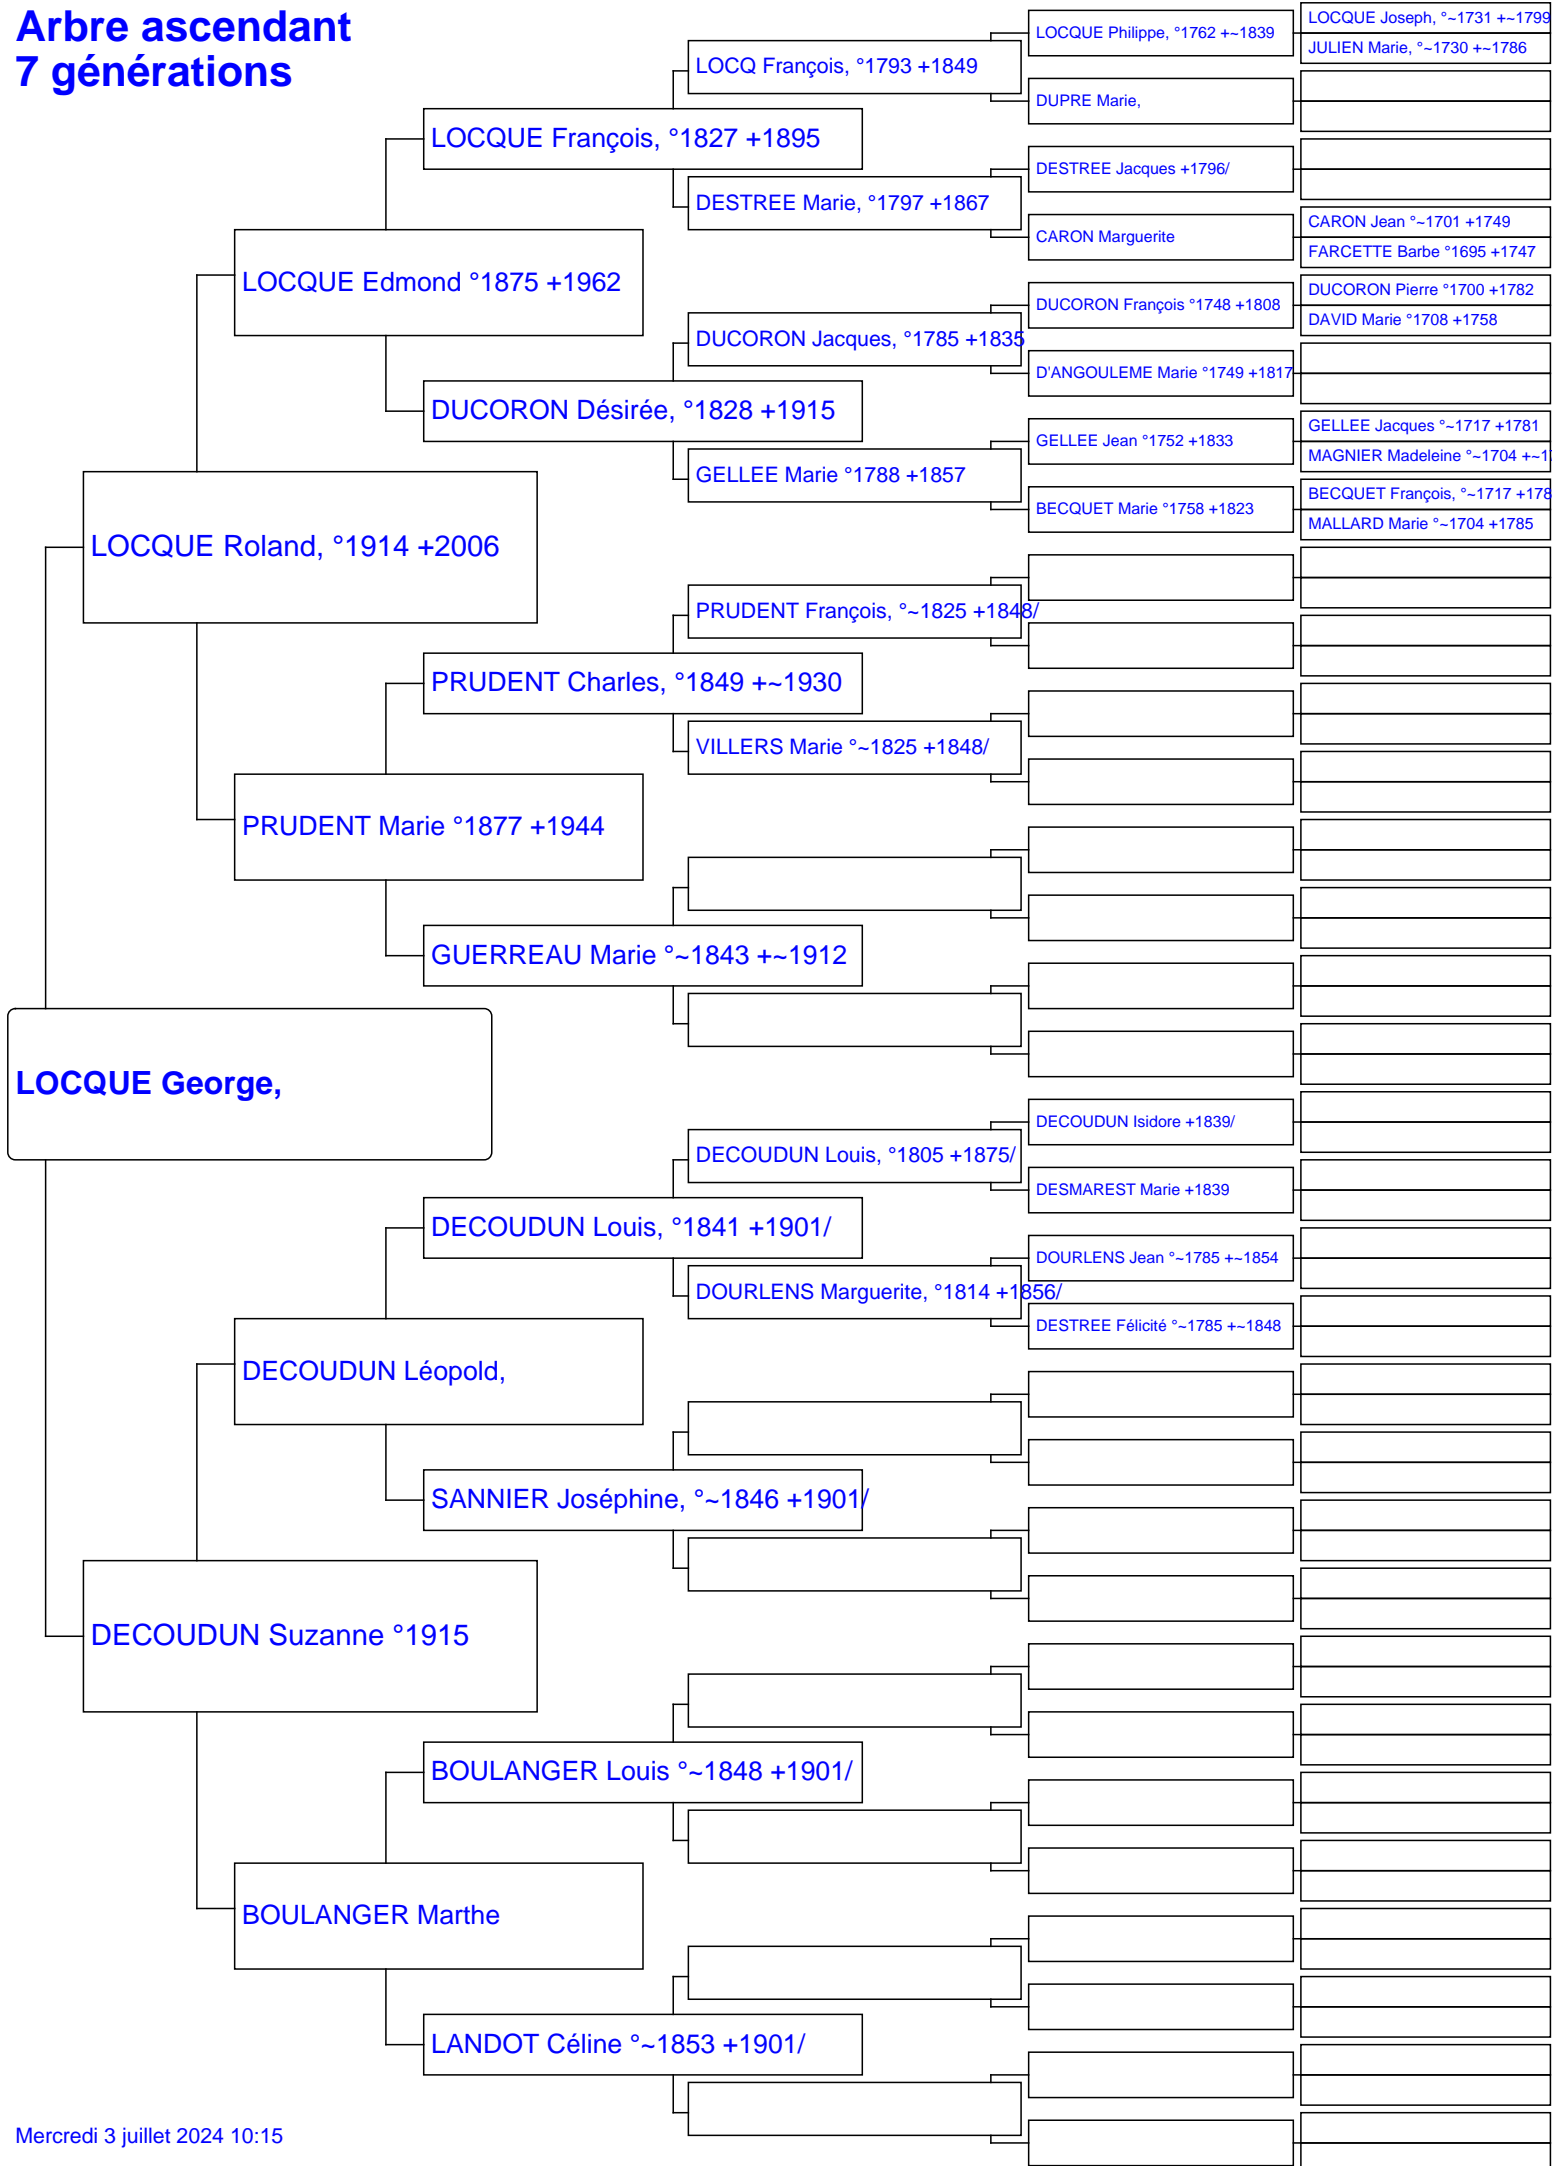 Arbre ascendant
7 générations
LOCQUE George,
LOCQUE Roland, °1914 +2006
DECOUDUN Suzanne °1915
LOCQUE Edmond °1875 +1962
PRUDENT Marie °1877 +1944
DECOUDUN Léopold,
BOULANGER Marthe
LOCQUE François, °1827 +1895
DUCORON Désirée, °1828 +1915
PRUDENT Charles, °1849 +~1930
GUERREAU Marie °~1843 +~1912
DECOUDUN Louis, °1841 +1901/
SANNIER Joséphine, °~1846 +1901/
BOULANGER Louis °~1848 +1901/
LANDOT Céline °~1853 +1901/
LOCQ François, °1793 +1849
DESTREE Marie, °1797 +1867
DUCORON Jacques, °1785 +1835
GELLEE Marie °1788 +1857
PRUDENT François, °~1825 +1848/
VILLERS Marie °~1825 +1848/
DECOUDUN Louis, °1805 +1875/
DOURLENS Marguerite, °1814 +1856/
LOCQUE Philippe, °1762 +~1839
DUPRE Marie,
DESTREE Jacques +1796/
CARON Marguerite
DUCORON François °1748 +1808
D'ANGOULEME Marie °1749 +1817
GELLEE Jean °1752 +1833
BECQUET Marie °1758 +1823
DECOUDUN Isidore +1839/
DESMAREST Marie +1839
DOURLENS Jean °~1785 +~1854
DESTREE Félicité °~1785 +~1848
LOCQUE Joseph, °~1731 +~1799
JULIEN Marie, °~1730 +~1786
CARON Jean °~1701 +1749
FARCETTE Barbe °1695 +1747
DUCORON Pierre °1700 +1782
DAVID Marie °1708 +1758
GELLEE Jacques °~1717 +1781
MAGNIER Madeleine °~1704 +~1
BECQUET François, °~1717 +178
MALLARD Marie °~1704 +1785
Mercredi 3 juillet 2024 10:15